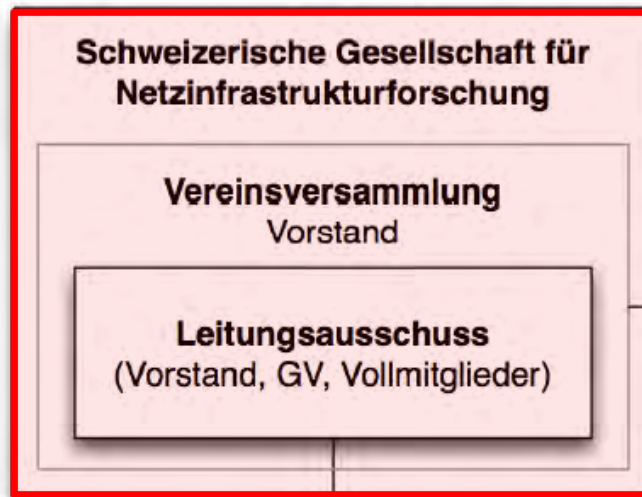 Schweizerische Gesellschaft für
Netzinfrastrukturforschung
Vereinsversammlung
Vorstand
Leitungsausschuss
(Vorstand, GV, Vollmitglieder)